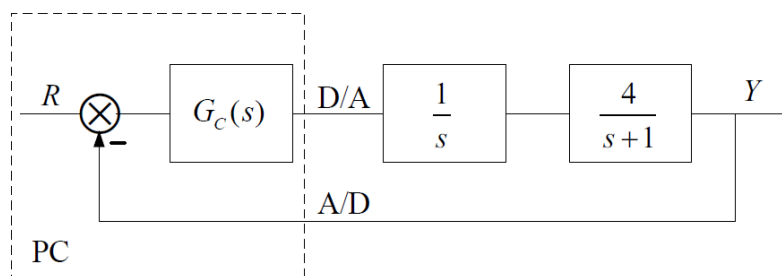 R
G_C(s)
D/A
1/s
4/(s+1)
Y
−
A/D
PC